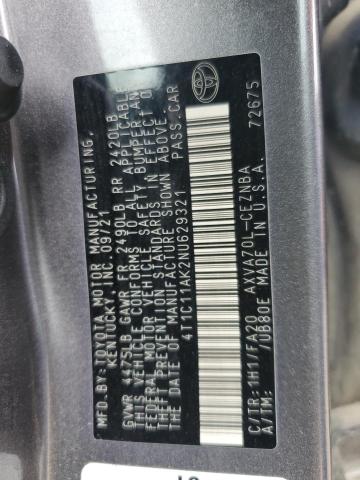 MFD. BY: TOYOTA MOTOR MANUFACTURING,
KENTUCKY, INC. 09/21
GVWR 4750LB GAWR FR 2490LB RR 2420LB
THIS VEHICLE CONFORMS TO ALL APPLICABLE
FEDERAL MOTOR VEHICLE SAFETY, BUMPER, AND
THEFT PREVENTION STANDARDS IN EFFECT ON
THE DATE OF MANUFACTURE SHOWN ABOVE.
4T1C11AK2NU629321 PASS. CAR
C/TR: 1H1/FA20 AXVA70L-CEZNBA
A/TM: /UB80E MADE IN U.S.A. 72675